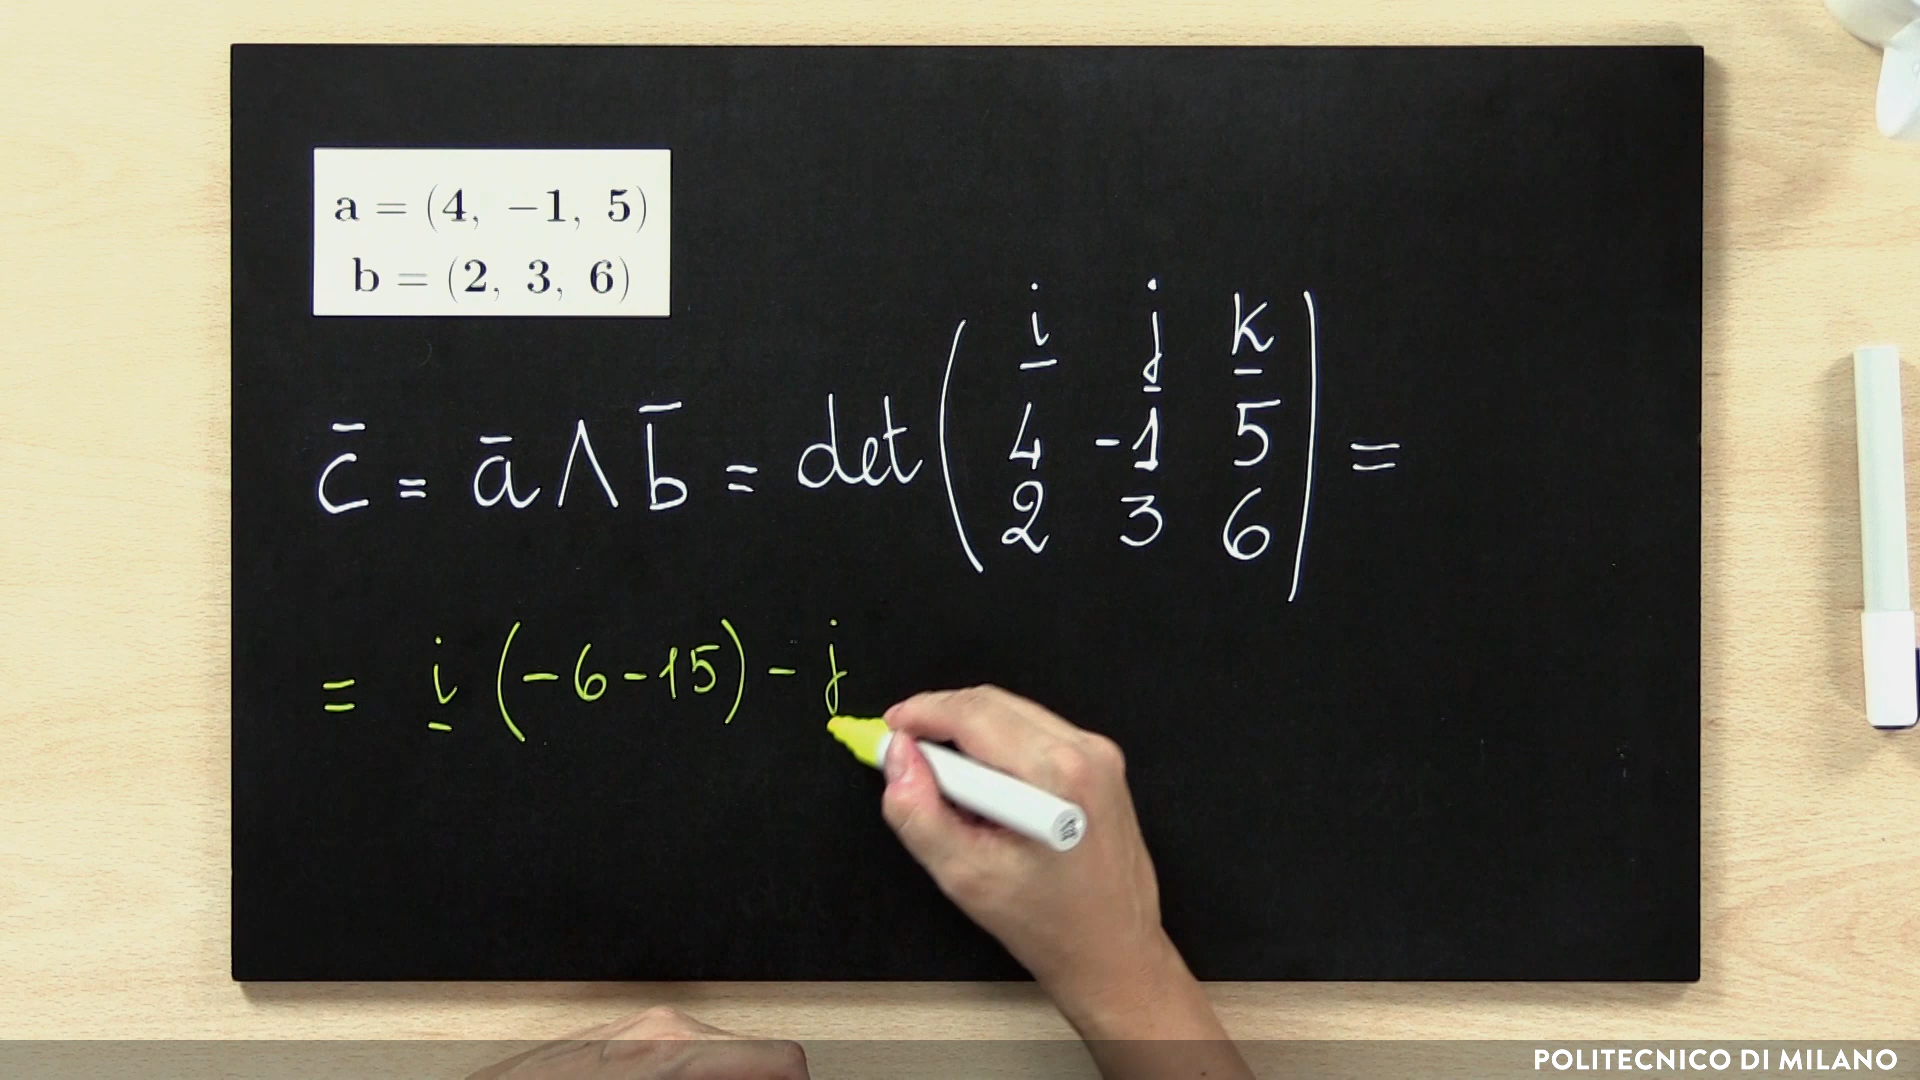 a = (4, −1, 5)
b = (2, 3, 6)
i j k
c̄ = ā ∧ b̄ = det ( 4 -1 5 ) =
2 3 6
= i (-6-15) - j
POLITECNICO DI MILANO